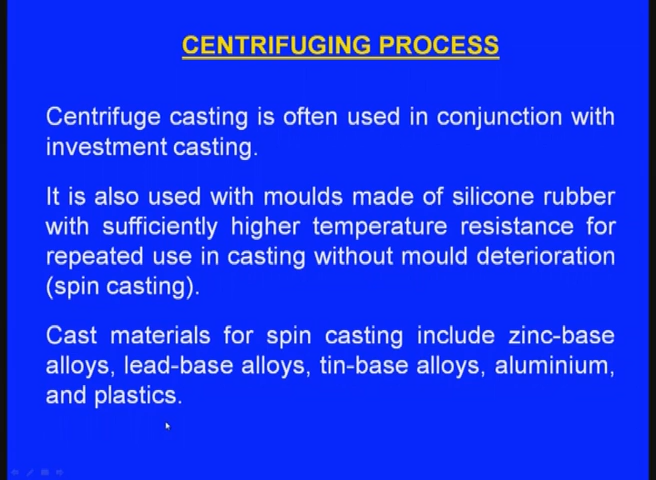 CENTRIFUGING PROCESS
Centrifuge casting is often used in conjunction with
investment casting.
It is also used with moulds made of silicone rubber
with sufficiently higher temperature resistance for
repeated use in casting without mould deterioration
(spin casting).
Cast materials for spin casting include zinc-base
alloys, lead-base alloys, tin-base alloys, aluminium,
and plastics.